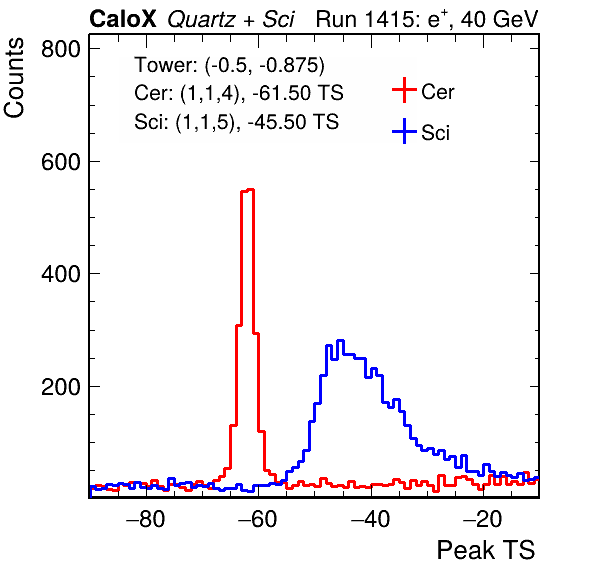 CaloX Quartz + Sci Run 1415: e⁺, 40 GeV
Counts
800
600
400
200
Tower: (-0.5, -0.875)
Cer: (1,1,4), -61.50 TS
Sci: (1,1,5), -45.50 TS
Cer
Sci
−80 −60 −40 −20
Peak TS